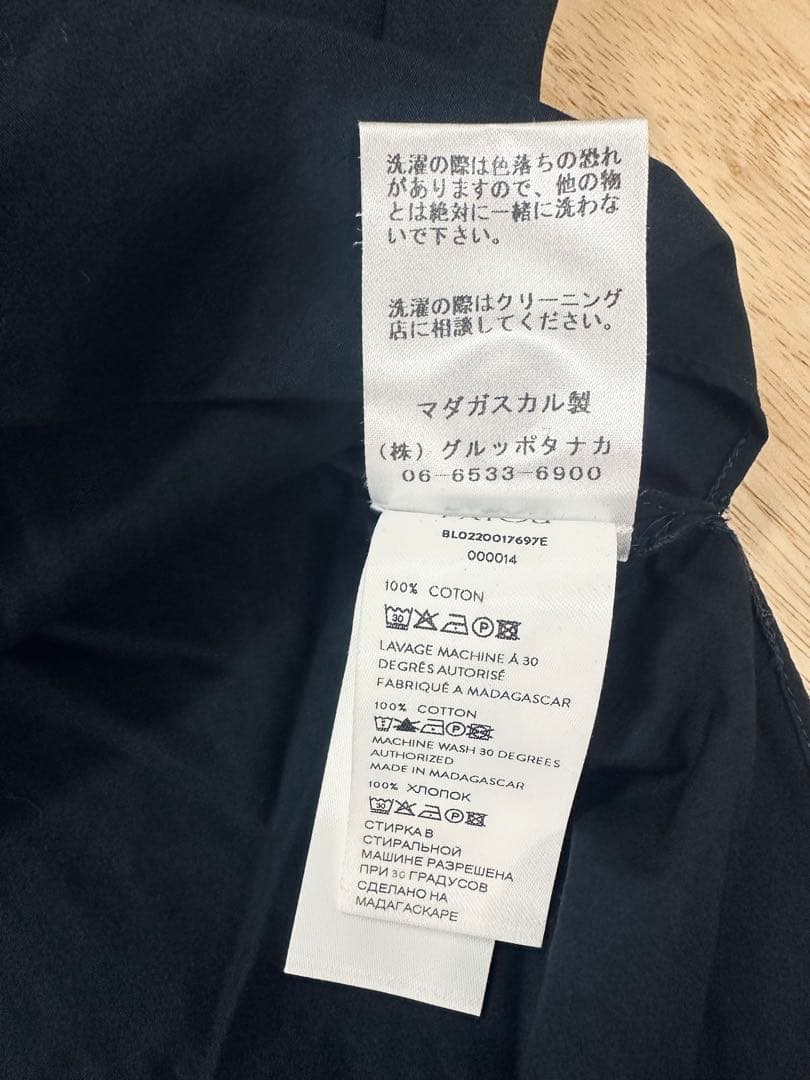 洗濯の際は色落ちの恐れ
がありますので、他の物
とは絶対に一緒に洗わな
いで下さい。
洗濯の際はクリーニング
店に相談してください。
マダガスカル製
(株) グルッポタナカ
06-6533-6900
BL0220017697E
000014
100% COTON
30 P
LAVAGE MACHINE À 30
DEGRÉS AUTORISÉ
FABRIQUÉ A MADAGASCAR
100% COTTON
P
MACHINE WASH 30 DEGREES
AUTHORIZED
MADE IN MADAGASCAR
100% ХЛОПОК
30 P
СТИРКА В
СТИРАЛЬНОЙ
МАШИНЕ РАЗРЕШЕНА
ПРИ 30 ГРАДУСОВ
СДЕЛАНО НА
МАДАГАСКАРЕ